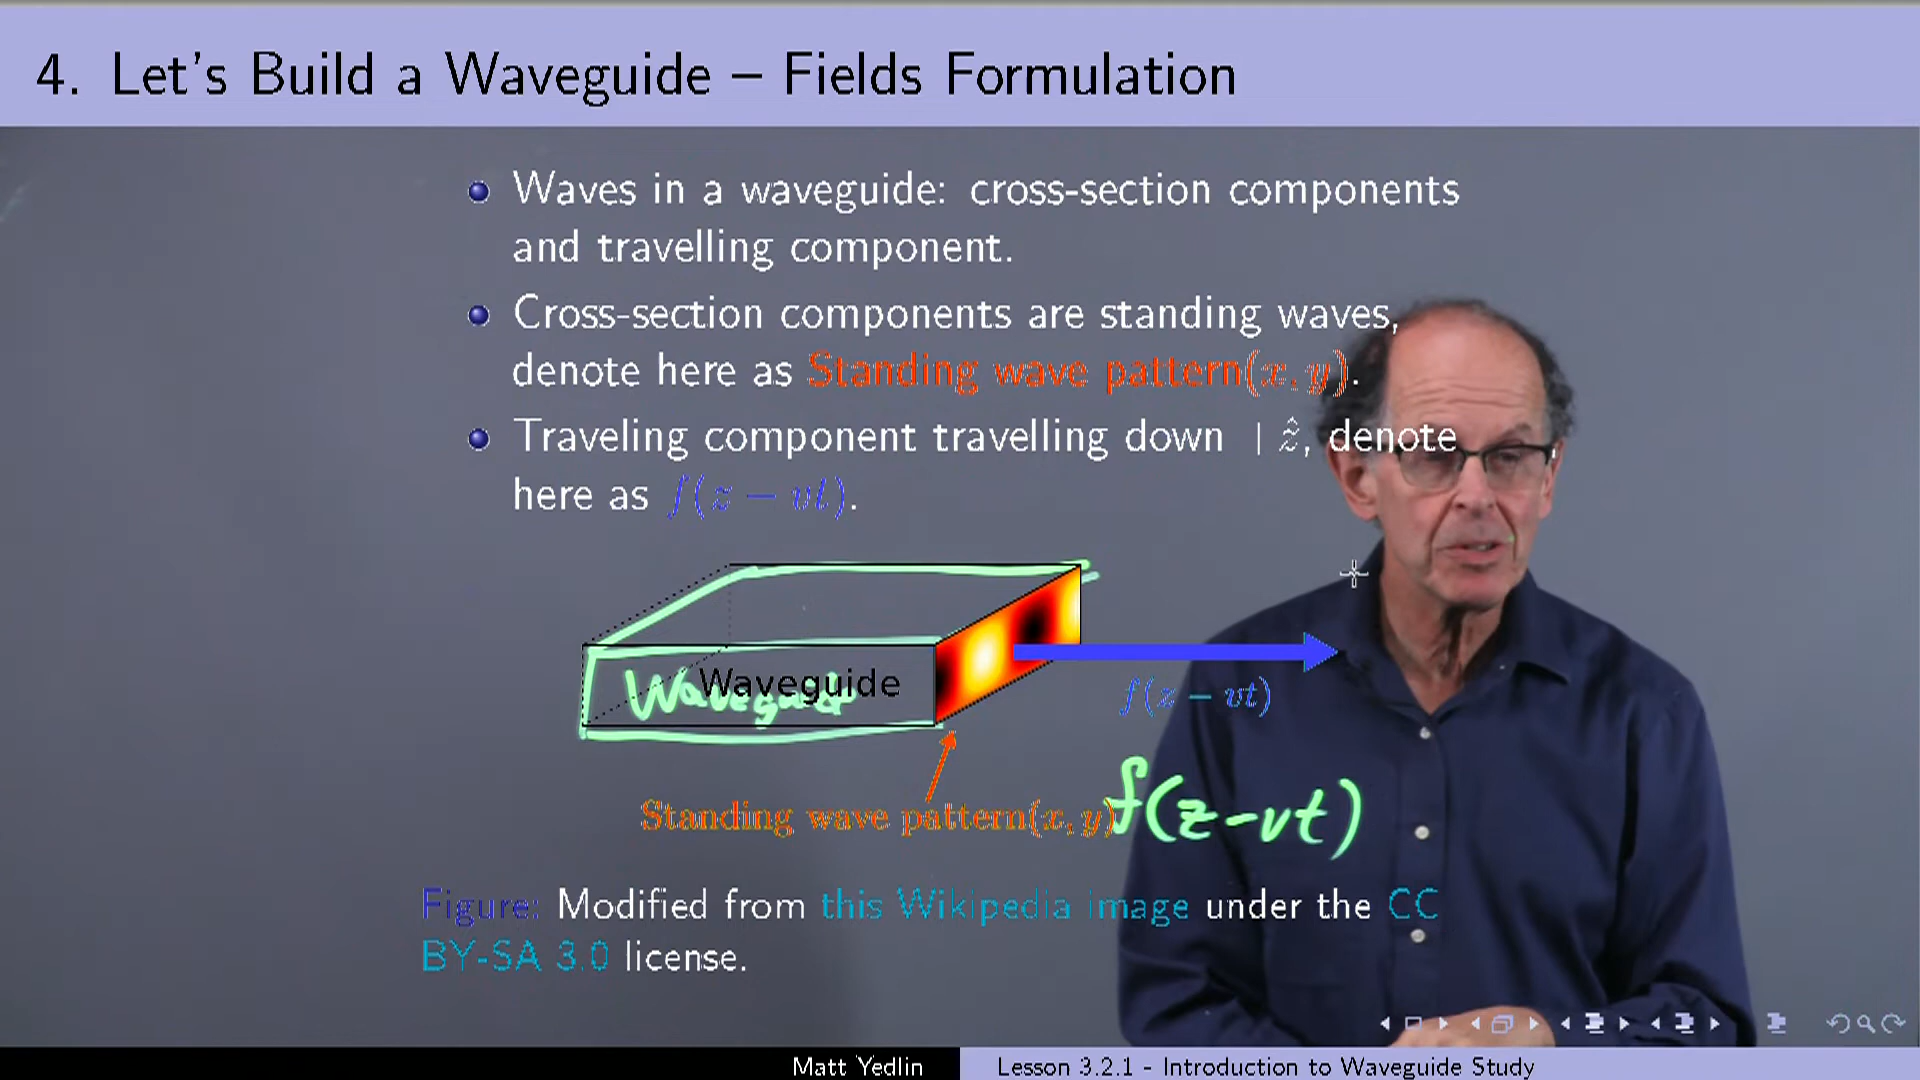 4. Let's Build a Waveguide – Fields Formulation
Waves in a waveguide: cross-section components
and travelling component.
Cross-section components are standing waves,
denote here as Standing wave pattern(x, y).
Traveling component travelling down | ẑ, denote
here as f(z − vt).
Waveguide
Waveguide
f(z − vt)
Standing wave pattern(x, y)
f(z-vt)
Figure: Modified from this Wikipedia image under the CC
BY-SA 3.0 license.
Matt Yedlin
Lesson 3.2.1 - Introduction to Waveguide Study